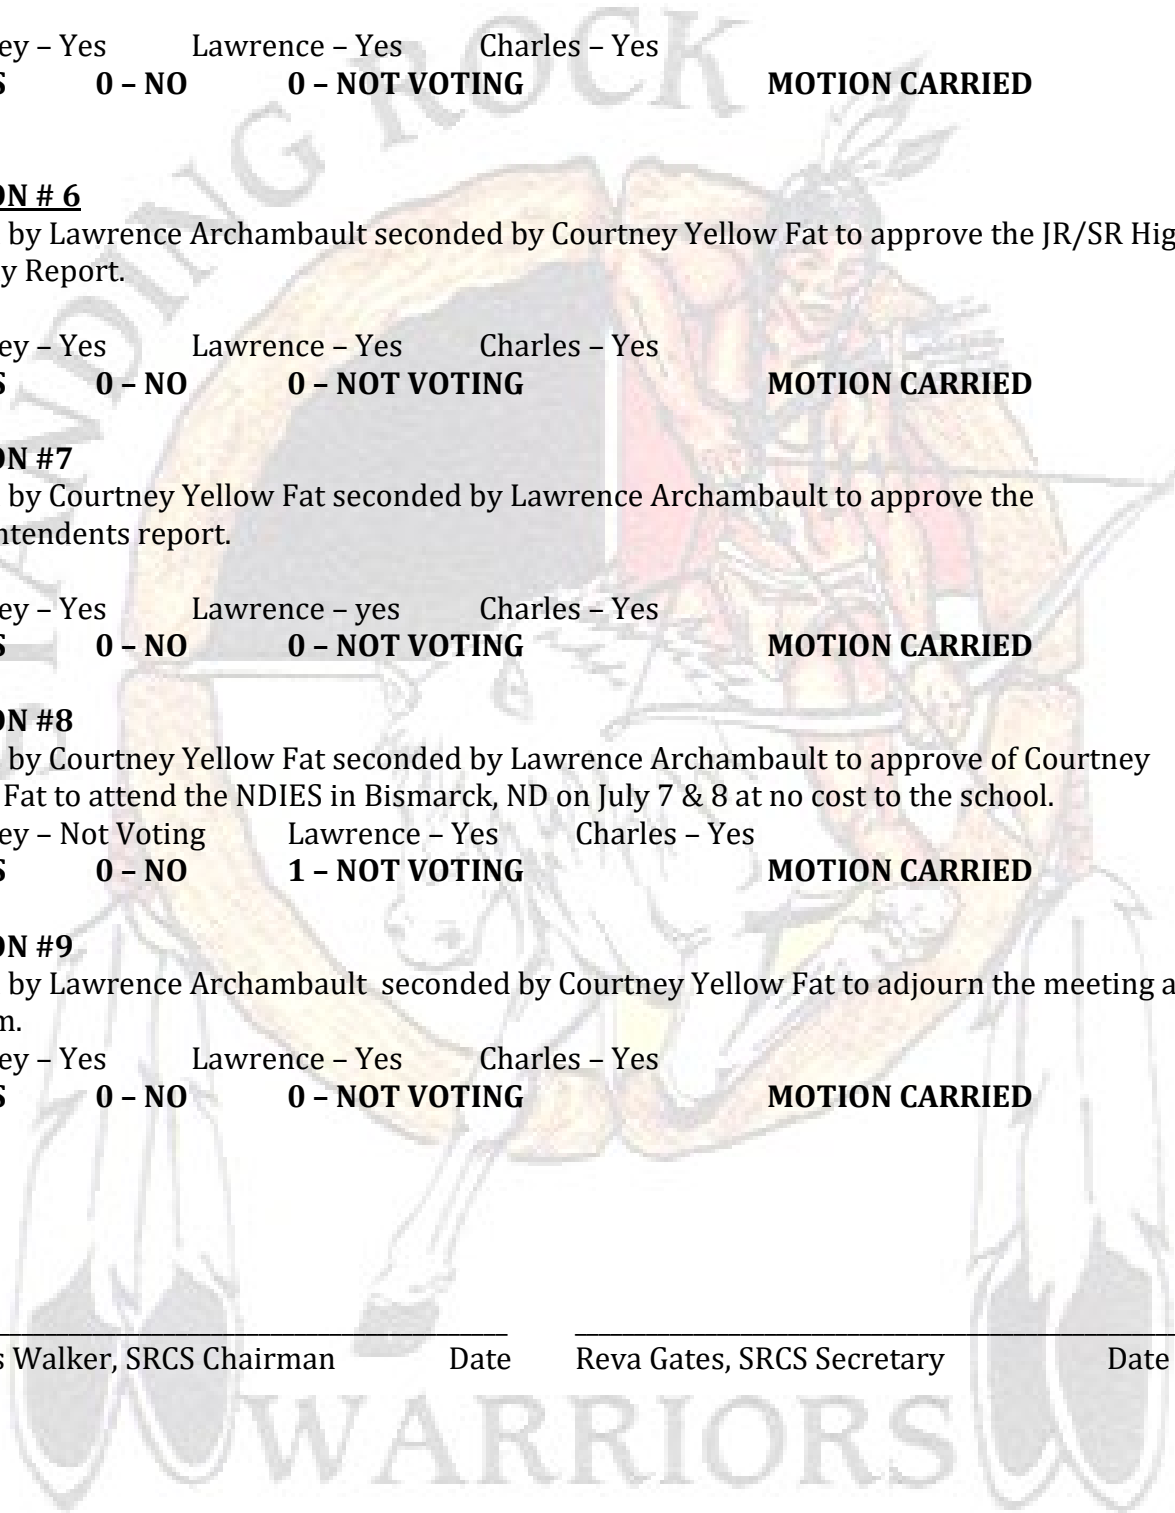 ey – Yes Lawrence – Yes Charles – Yes
S 0 – NO 0 – NOT VOTING MOTION CARRIED
ON # 6
by Lawrence Archambault seconded by Courtney Yellow Fat to approve the JR/SR Hig
y Report.
ey – Yes Lawrence – Yes Charles – Yes
S 0 – NO 0 – NOT VOTING MOTION CARRIED
ON #7
by Courtney Yellow Fat seconded by Lawrence Archambault to approve the
ntendents report.
ey – Yes Lawrence – yes Charles – Yes
S 0 – NO 0 – NOT VOTING MOTION CARRIED
ON #8
by Courtney Yellow Fat seconded by Lawrence Archambault to approve of Courtney
Fat to attend the NDIES in Bismarck, ND on July 7 & 8 at no cost to the school.
ey – Not Voting Lawrence – Yes Charles – Yes
S 0 – NO 1 – NOT VOTING MOTION CARRIED
ON #9
by Lawrence Archambault seconded by Courtney Yellow Fat to adjourn the meeting a
m.
ey – Yes Lawrence – Yes Charles – Yes
S 0 – NO 0 – NOT VOTING MOTION CARRIED
s Walker, SRCS Chairman Date Reva Gates, SRCS Secretary Date
TANDING ROCK
WARRIORS